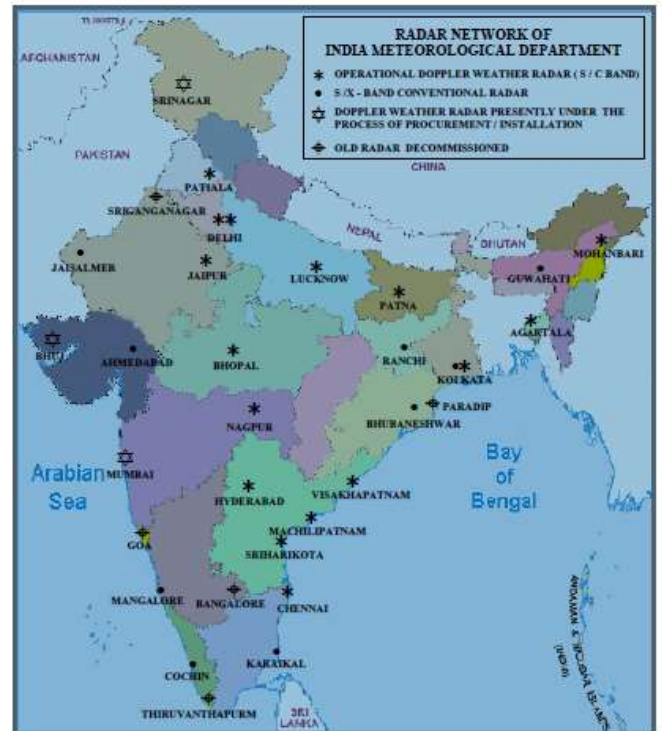 RADAR NETWORK OF
INDIA METEOROLOGICAL DEPARTMENT
OPERATIONAL DOPPLER WEATHER RADAR ( S / C BAND)
S /X - BAND CONVENTIONAL RADAR
DOPPLER WEATHER RADAR PRESENTLY UNDER THE
PROCESS OF PROCUREMENT / INSTALLATION
OLD RADAR DECOMMISSIONED
AFGHANISTAN
SRINAGAR
PAKISTAN
CHINA
PATIALA
SRIGANGANAGAR
DELHI
NEPAL
BHUTAN
MOHANBARI
JAISALMER
JAIPUR
LUCKNOW
GUWAHATI
PATNA
AGARTALA
BHUJ
AHMEDABAD
BHOPAL
RANCHI
KOLKATA
PARADIP
NAGPUR
BHUBANESHWAR
Arabian
Sea
MUMBAI
Bay
of
Bengal
HYDERABAD
VISAKHAPATNAM
MACHILIPATNAM
GOA
SRIHARIKOTA
MANGALORE
BANGALORE
CHENNAI
COCHIN
KARAIKAL
THIRUVANTHAPURM
SRI
LANKA